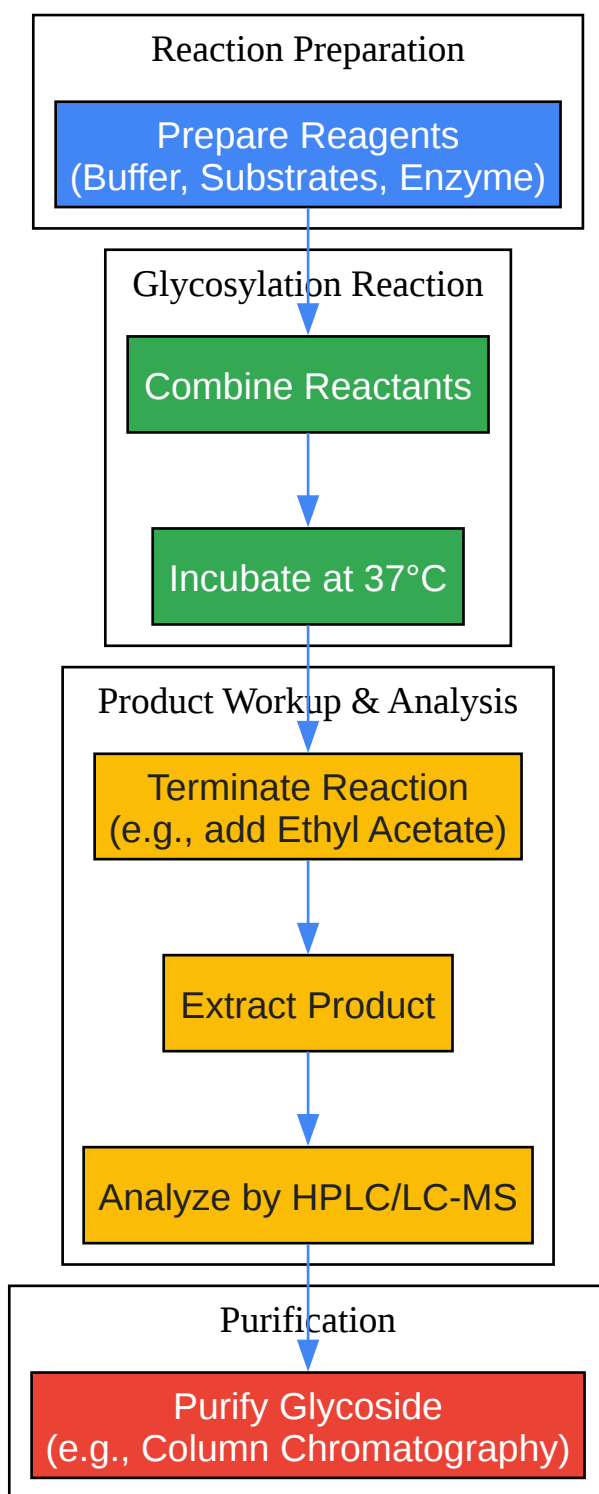 Reaction Preparation
Prepare Reagents
(Buffer, Substrates, Enzyme)
Glycosylation Reaction
Combine Reactants
Incubate at 37°C
Product Workup & Analysis
Terminate Reaction
(e.g., add Ethyl Acetate)
Extract Product
Analyze by HPLC/LC-MS
Purification
Purify Glycoside
(e.g., Column Chromatography)